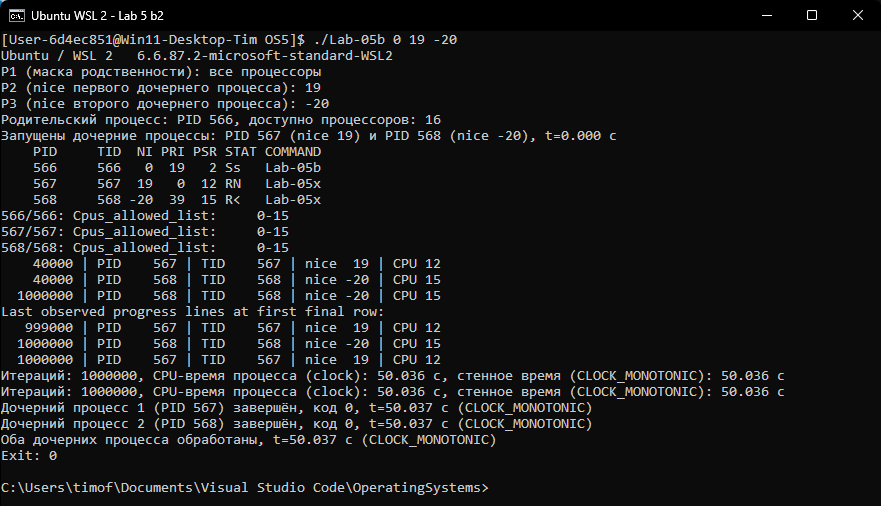 Ubuntu WSL 2 - Lab 5 b2
[User-6d4ec851@Win11-Desktop-Tim OS5]$ ./Lab-05b 0 19 -20
Ubuntu / WSL 2   6.6.87.2-microsoft-standard-WSL2
P1 (маска родственности): все процессоры
P2 (nice первого дочернего процесса): 19
P3 (nice второго дочернего процесса): -20
Родительский процесс: PID 566, доступно процессоров: 16
Запущены дочерние процессы: PID 567 (nice 19) и PID 568 (nice -20), t=0.000 с
    PID     TID  NI PRI PSR STAT COMMAND
    566     566   0  19   2 Ss   Lab-05b
    567     567  19   0  12 RN   Lab-05x
    568     568 -20  39  15 R<   Lab-05x
566/566: Cpus_allowed_list:     0-15
567/567: Cpus_allowed_list:     0-15
568/568: Cpus_allowed_list:     0-15
    40000 | PID    567 | TID    567 | nice  19 | CPU 12
    40000 | PID    568 | TID    568 | nice -20 | CPU 15
  1000000 | PID    568 | TID    568 | nice -20 | CPU 15
Last observed progress lines at first final row:
   999000 | PID    567 | TID    567 | nice  19 | CPU 12
  1000000 | PID    568 | TID    568 | nice -20 | CPU 15
  1000000 | PID    567 | TID    567 | nice  19 | CPU 12
Итераций: 1000000, CPU-время процесса (clock): 50.036 с, стенное время (CLOCK_MONOTONIC): 50.036 с
Итераций: 1000000, CPU-время процесса (clock): 50.036 с, стенное время (CLOCK_MONOTONIC): 50.036 с
Дочерний процесс 1 (PID 567) завершён, код 0, t=50.037 с (CLOCK_MONOTONIC)
Дочерний процесс 2 (PID 568) завершён, код 0, t=50.037 с (CLOCK_MONOTONIC)
Оба дочерних процесса обработаны, t=50.037 с (CLOCK_MONOTONIC)
Exit: 0
C:\Users\timof\Documents\Visual Studio Code\OperatingSystems>